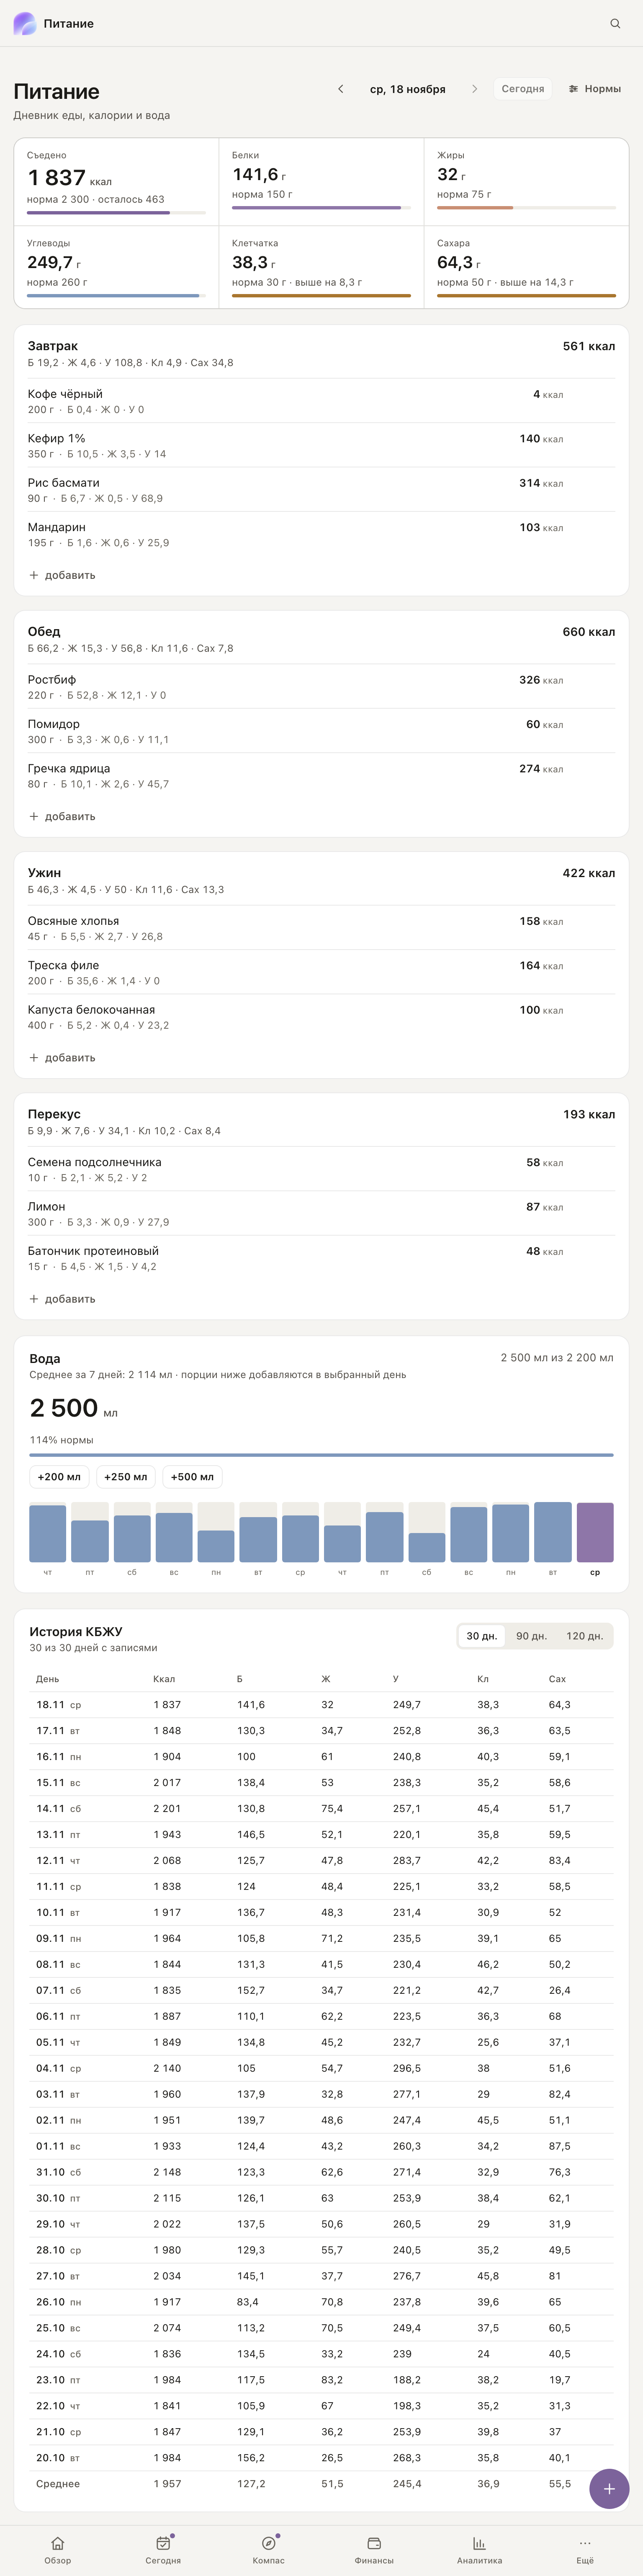 Питание
Питание
Дневник еды, калории и вода
ср, 18 ноября
Сегодня
Нормы
Съедено
1 837 ккал
норма 2 300 · осталось 463
Белки
141,6 г
норма 150 г
Жиры
32 г
норма 75 г
Углеводы
249,7 г
норма 260 г
Клетчатка
38,3 г
норма 30 г · выше на 8,3 г
Сахара
64,3 г
норма 50 г · выше на 14,3 г
Завтрак 561 ккал
Б 19,2 · Ж 4,6 · У 108,8 · Кл 4,9 · Сах 34,8
Кофе чёрный 4 ккал
200 г · Б 0,4 · Ж 0 · У 0
Кефир 1% 140 ккал
350 г · Б 10,5 · Ж 3,5 · У 14
Рис басмати 314 ккал
90 г · Б 6,7 · Ж 0,5 · У 68,9
Мандарин 103 ккал
195 г · Б 1,6 · Ж 0,6 · У 25,9
+ добавить
Обед 660 ккал
Б 66,2 · Ж 15,3 · У 56,8 · Кл 11,6 · Сах 7,8
Ростбиф 326 ккал
220 г · Б 52,8 · Ж 12,1 · У 0
Помидор 60 ккал
300 г · Б 3,3 · Ж 0,6 · У 11,1
Гречка ядрица 274 ккал
80 г · Б 10,1 · Ж 2,6 · У 45,7
+ добавить
Ужин 422 ккал
Б 46,3 · Ж 4,5 · У 50 · Кл 11,6 · Сах 13,3
Овсяные хлопья 158 ккал
45 г · Б 5,5 · Ж 2,7 · У 26,8
Треска филе 164 ккал
200 г · Б 35,6 · Ж 1,4 · У 0
Капуста белокочанная 100 ккал
400 г · Б 5,2 · Ж 0,4 · У 23,2
+ добавить
Перекус 193 ккал
Б 9,9 · Ж 7,6 · У 34,1 · Кл 10,2 · Сах 8,4
Семена подсолнечника 58 ккал
10 г · Б 2,1 · Ж 5,2 · У 2
Лимон 87 ккал
300 г · Б 3,3 · Ж 0,9 · У 27,9
Батончик протеиновый 48 ккал
15 г · Б 4,5 · Ж 1,5 · У 4,2
+ добавить
Вода 2 500 мл из 2 200 мл
Среднее за 7 дней: 2 114 мл · порции ниже добавляются в выбранный день
2 500 мл
114% нормы
+200 мл +250 мл +500 мл
чт пт сб вс пн вт ср чт пт сб вс пн вт ср
История КБЖУ
30 из 30 дней с записями
30 дн. 90 дн. 120 дн.
День Ккал Б Ж У Кл Сах
18.11 ср 1 837 141,6 32 249,7 38,3 64,3
17.11 вт 1 848 130,3 34,7 252,8 36,3 63,5
16.11 пн 1 904 100 61 240,8 40,3 59,1
15.11 вс 2 017 138,4 53 238,3 35,2 58,6
14.11 сб 2 201 130,8 75,4 257,1 45,4 51,7
13.11 пт 1 943 146,5 52,1 220,1 35,8 59,5
12.11 чт 2 068 125,7 47,8 283,7 42,2 83,4
11.11 ср 1 838 124 48,4 225,1 33,2 58,5
10.11 вт 1 917 136,7 48,3 231,4 30,9 52
09.11 пн 1 964 105,8 71,2 235,5 39,1 65
08.11 вс 1 844 131,3 41,5 230,4 46,2 50,2
07.11 сб 1 835 152,7 34,7 221,2 42,7 26,4
06.11 пт 1 887 110,1 62,2 223,5 36,3 68
05.11 чт 1 849 134,8 45,2 232,7 25,6 37,1
04.11 ср 2 140 105 54,7 296,5 38 51,6
03.11 вт 1 960 137,9 32,8 277,1 29 82,4
02.11 пн 1 951 139,7 48,6 247,4 45,5 51,1
01.11 вс 1 933 124,4 43,2 260,3 34,2 87,5
31.10 сб 2 148 123,3 62,6 271,4 32,9 76,3
30.10 пт 2 115 126,1 63 253,9 38,4 62,1
29.10 чт 2 022 137,5 50,6 260,5 29 31,9
28.10 ср 1 980 129,3 55,7 240,5 35,2 49,5
27.10 вт 2 034 145,1 37,7 276,7 45,8 81
26.10 пн 1 917 83,4 70,8 237,8 39,6 65
25.10 вс 2 074 113,2 70,5 249,4 37,5 60,5
24.10 сб 1 836 134,5 33,2 239 24 40,5
23.10 пт 1 984 117,5 83,2 188,2 38,2 19,7
22.10 чт 1 841 105,9 67 198,3 35,2 31,3
21.10 ср 1 847 129,1 36,2 253,9 39,8 37
20.10 вт 1 984 156,2 26,5 268,3 35,8 40,1
Среднее 1 957 127,2 51,5 245,4 36,9 55,5
Обзор Сегодня Компас Финансы Аналитика Ещё